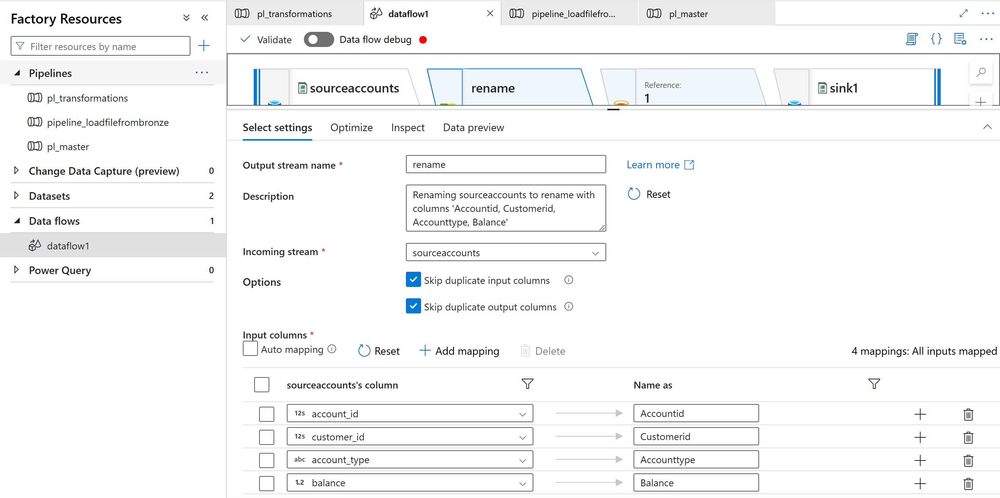 Factory Resources
Filter resources by name
Pipelines
pl_transformations
pipeline_loadfilefrombronze
pl_master
Change Data Capture (preview) 0
Datasets 2
Data flows 1
dataflow1
Power Query 0
pl_transformations dataflow1 pipeline_loadfilefro... pl_master
Validate Data flow debug
sourceaccounts rename Reference: sink1
1
Select settings Optimize Inspect Data preview
Output stream name * rename Learn more
Description Renaming sourceaccounts to rename with Reset
columns 'Accountid, Customerid,
Accounttype, Balance'
Incoming stream * sourceaccounts
Options Skip duplicate input columns
Skip duplicate output columns
Input columns *
Auto mapping Reset Add mapping Delete 4 mappings: All inputs mapped
sourceaccounts's column Name as
12s account_id Accountid
12s customer_id Customerid
abc account_type Accounttype
1.2 balance Balance